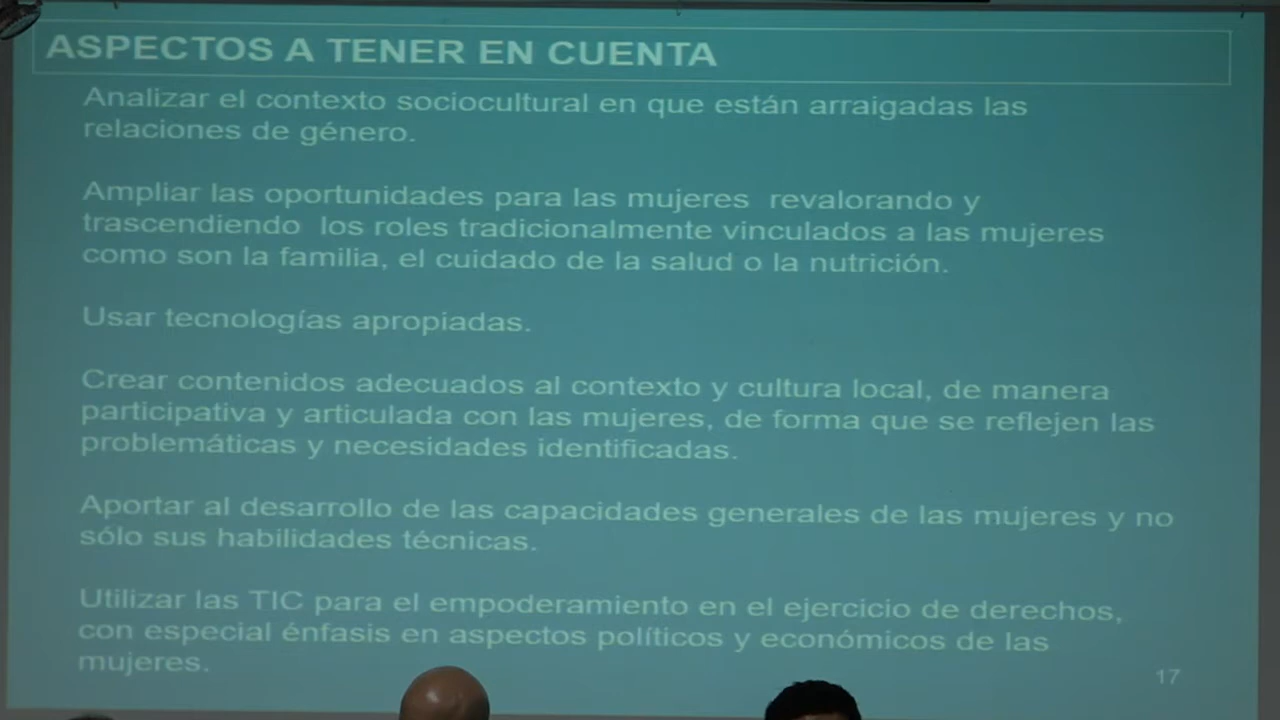 ASPECTOS A TENER EN CUENTA
Analizar el contexto sociocultural en que están arraigadas las
relaciones de género.
Ampliar las oportunidades para las mujeres revalorando y
trascendiendo los roles tradicionalmente vinculados a las mujeres
como son la familia, el cuidado de la salud o la nutrición.
Usar tecnologías apropiadas.
Crear contenidos adecuados al contexto y cultura local, de manera
participativa y articulada con las mujeres, de forma que se reflejen las
problemáticas y necesidades identificadas.
Aportar al desarrollo de las capacidades generales de las mujeres y no
sólo sus habilidades técnicas.
Utilizar las TIC para el empoderamiento en el ejercicio de derechos,
con especial énfasis en aspectos políticos y económicos de las
mujeres.
17